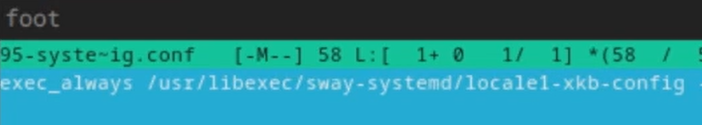 foot
95-syste~ig.conf [-M--] 58 L:[ 1+ 0 1/ 1] *(58 /
exec_always /usr/libexec/sway-systemd/locale1-xkb-config